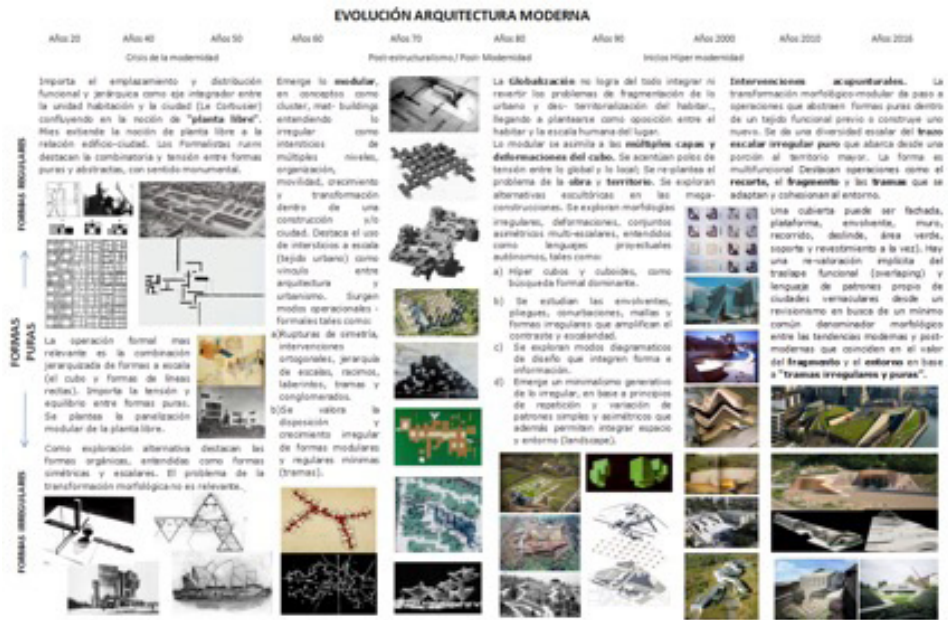 EVOLUCIÓN ARQUITECTURA MODERNA
Años 20 Años 40 Años 50 Años 60 Años 70 Años 80 Años 90 Años 2000 Años 2010 Años 2016
Crisis de la modernidad Post-estructuralismo / Post-Modernidad Inicios Hiper modernidad
FORMAS REGULARES
FORMAS PURAS
FORMAS IRREGULARES
Importa el emplazamiento y distribución
funcional y jerárquica como eje integrador entre
la unidad habitación y la ciudad (Le Corbusier)
confluyendo en la noción de "planta libre".
Mies extiende la noción de planta libre a la
relación edificio-ciudad. Los Formalistas rusos
destacan la combinatoria y tensión entre formas
puras y abstractas, con sentido monumental.
La operación formal mas
relevante es la combinación
jerarquizada de formas a escala
(el cubo y formas de líneas
rectas). Importa la tensión y
equilibrio entre formas puras.
Se plantea la panelización
modular de la planta libre.
Como exploración alternativa destacan las
formas orgánicas, entendidas como formas
simétricas y escalares. El problema de la
transformación morfológica no es relevante.
Emerge lo modular,
en conceptos como
cluster, mat- buildings
entendiendo lo
irregular como
intersticios de
múltiples niveles,
organización,
movilidad, crecimiento
y transformación
dentro de una
construcción y/o
ciudad. Destaca el uso
de intersticios a escala
(tejido urbano) como
vínculo entre
arquitectura y
urbanismo. Surgen
modos operacionales -
formales tales como:
a)Rupturas de simetría,
intervenciones
ortogonales, jerarquía
de escalas, racimos,
laberintos, tramas y
conglomerados.
b)Se valora la
disposición y
crecimiento irregular
de formas modulares
y regulares mínimas
(tramas).
La Globalización no logra del todo integrar ni
revertir los problemas de fragmentación de lo
urbano y des- territorialización del habitar.,
llegando a plantearse como oposición entre el
habitar y la escala humana del lugar.
Lo modular se asimila a las múltiples capas y
deformaciones del cubo. Se acentúan polos de
tensión entre lo global y lo local; Se re-plantea el
problema de la obra y territorio. Se exploran
alternativas escultóricas en las mega-
construcciones. Se exploran morfologías
irregulares, deformaciones, conjuntos
asimétricos multi-escalares, entendidos
como lenguajes proyectuales
autónomos, tales como:
a) Híper cubos y cuboides, como
búsqueda formal dominante.
b) Se estudian las envolventes,
pliegues, conurbaciones, mallas y
formas irregulares que amplifican el
contraste y escalaridad.
c) Se exploran modos diagramaticos
de diseño que integren forma e
información.
d) Emerge un minimalismo generativo
de lo irregular, en base a principios
de repetición y variación de
patrones simples y asimétricos que
además permiten integrar espacio
y entorno (landscape).
Intervenciones acupunturales. La
transformación morfológico-modular da paso a
operaciones que abstraen formas puras dentro
de un tejido funcional previo o construye uno
nuevo. Se da una diversidad escalar del trazo
escalar irregular puro que abarca desde una
porción al territorio mayor. La forma es
multifuncional Destacan operaciones como el
recorte, el fragmento y las tramas que se
adaptan y cohesionan al entorno.
Una cubierta puede ser fachada,
plataforma, envolvente, muro,
recorrido, deslinde, área verde,
soporte y revestimiento a la vez). Hay
una re-valoración implícita del
traslape funcional (overlaping) y
lenguaje de patrones propio de
ciudades vernaculares desde un
revisionismo en busca de un mínimo
común denominador morfológico
entre las tendencias modernas y post-
modernas que coinciden en el valor
del fragmento y el entorno en base
a "tramas irregulares y puras".